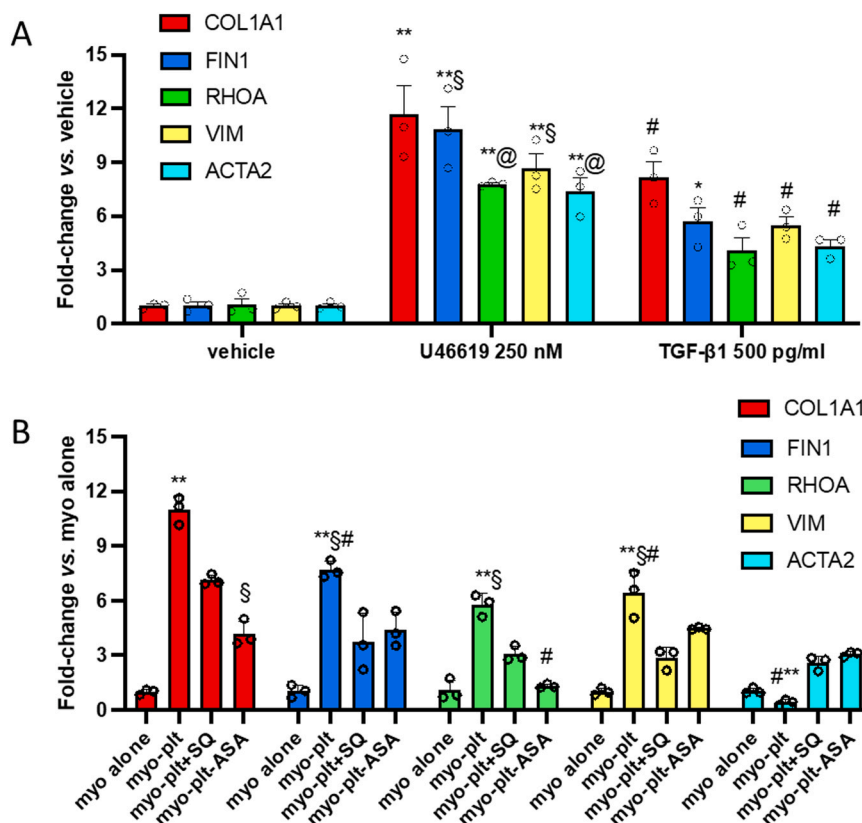 A
COL1A1
FIN1
RHOA
VIM
ACTA2
Fold-change vs. vehicle
15
12
9
6
3
0
**
**§
**@
**§
**@
#
*
#
#
#
vehicle
U46619 250 nM
TGF-β1 500 pg/ml
B
COL1A1
FIN1
RHOA
VIM
ACTA2
Fold-change vs. myo alone
15
12
9
6
3
0
**
§
**§#
**§
#
**§#
#**
myo alone
myo-plt
myo-plt+SQ
myo-plt-ASA
myo alone
myo-plt
myo-plt+SQ
myo-plt-ASA
myo alone
myo-plt
myo-plt+SQ
myo-plt-ASA
myo alone
myo-plt
myo-plt+SQ
myo-plt-ASA
myo alone
myo-plt
myo-plt+SQ
myo-plt-ASA